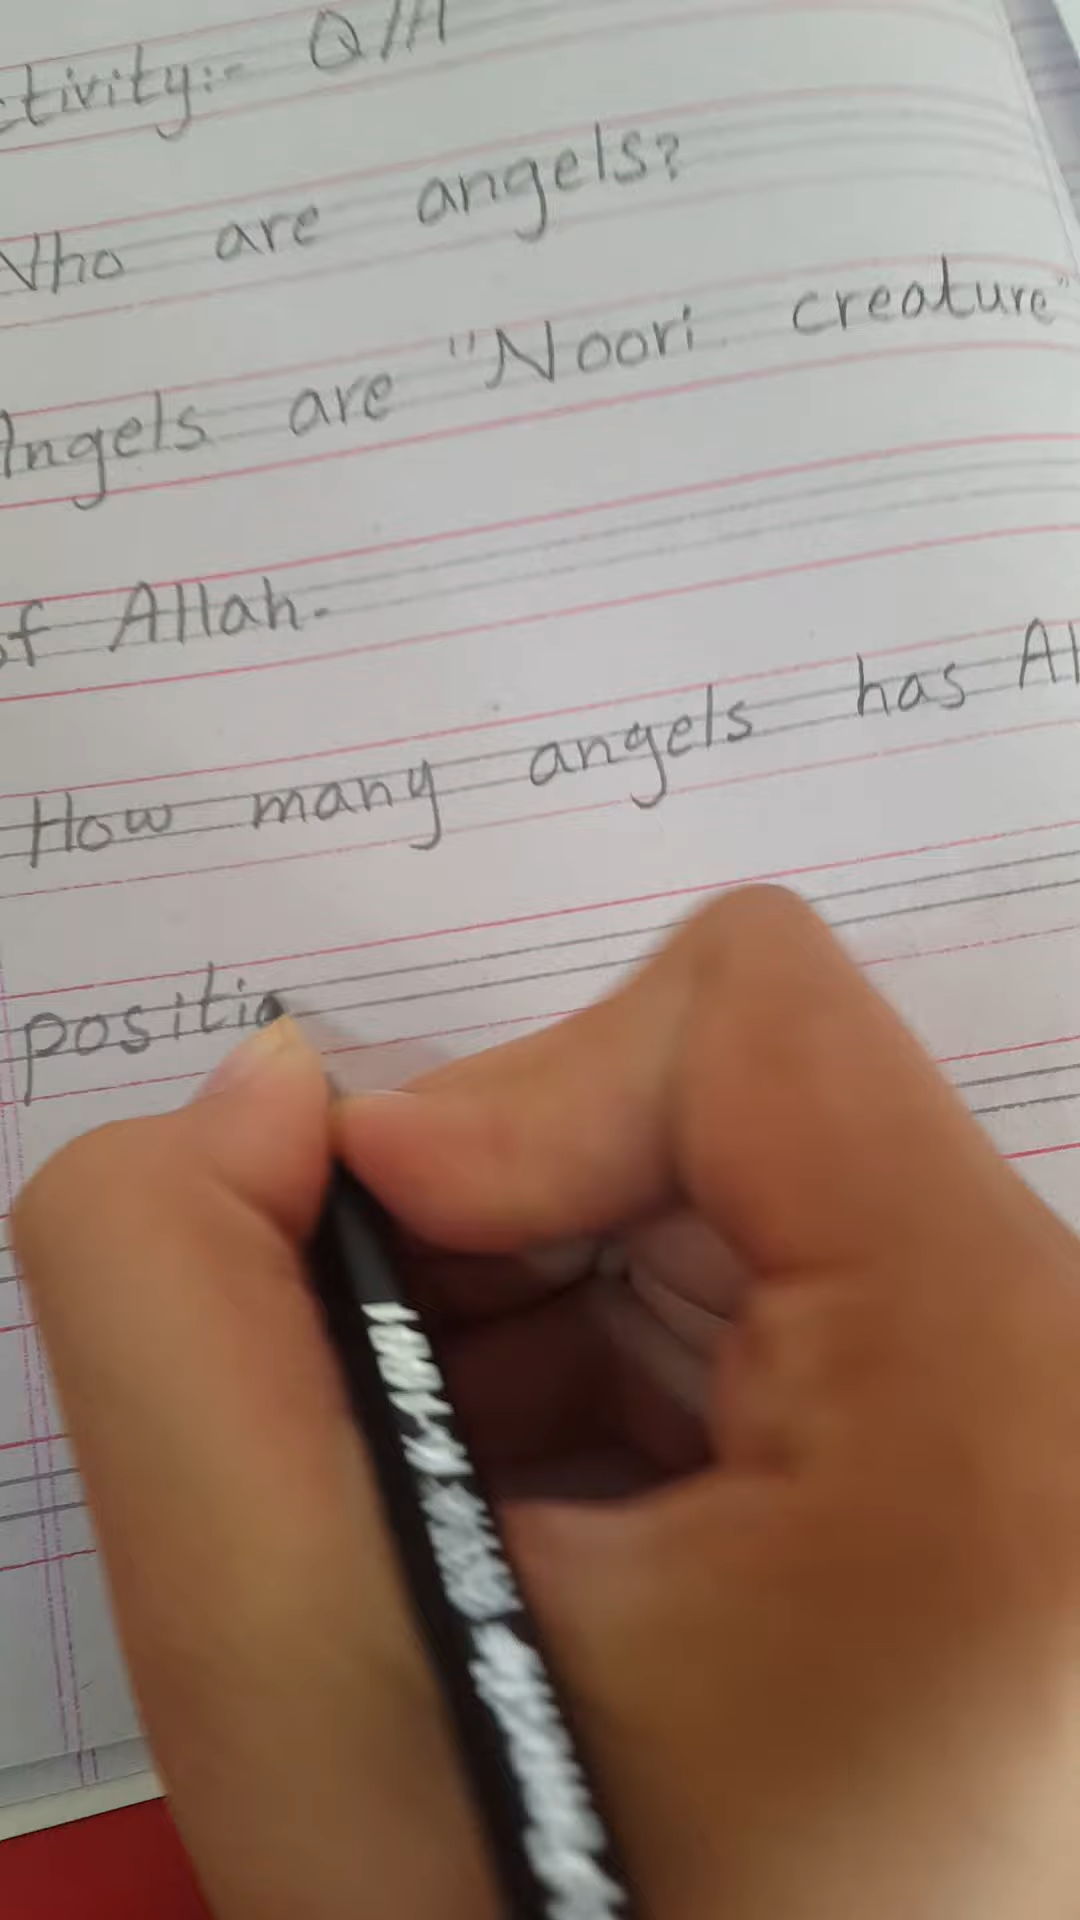 ctivity:- Q/A
Who are angels?
Angels are "Noori creature"
of Allah.
How many angels has Al
positio